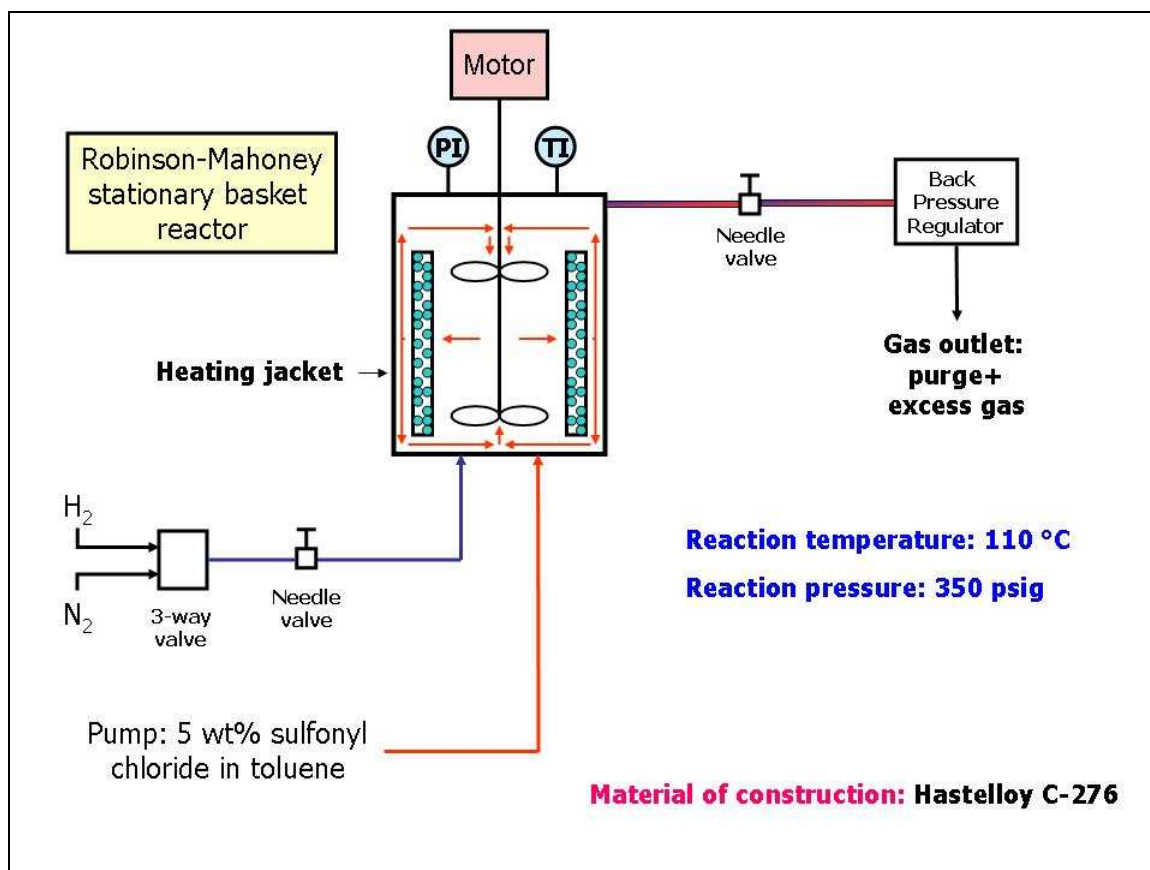 Motor
PI
TI
Robinson-Mahoney
stationary basket
reactor
Back
Pressure
Regulator
Needle
valve
Heating jacket
Gas outlet:
purge+
excess gas
H₂
N₂
3-way
valve
Needle
valve
Reaction temperature: 110 °C
Reaction pressure: 350 psig
Pump: 5 wt% sulfonyl
chloride in toluene
Material of construction: Hastelloy C-276